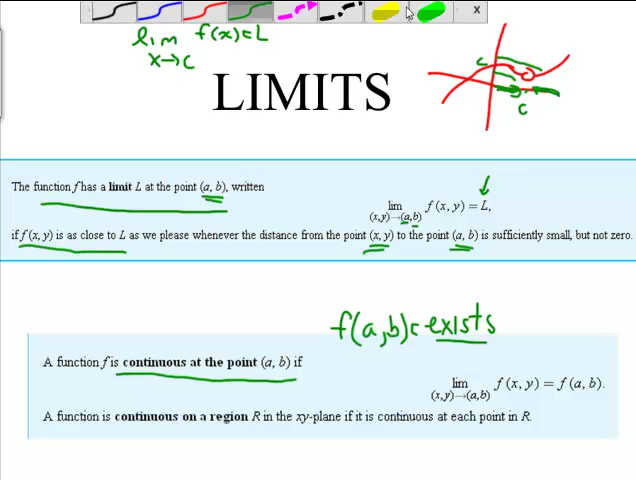 x
lim f(x)=L
x→c
L
c
LIMITS
The function f has a limit L at the point (a, b), written
lim f(x, y) = L,
(x,y)→(a,b)
if f(x, y) is as close to L as we please whenever the distance from the point (x, y) to the point (a, b) is sufficiently small, but not zero.
f(a,b)= exists
A function f is continuous at the point (a, b) if
lim f(x, y) = f(a, b).
(x,y)→(a,b)
A function is continuous on a region R in the xy-plane if it is continuous at each point in R.